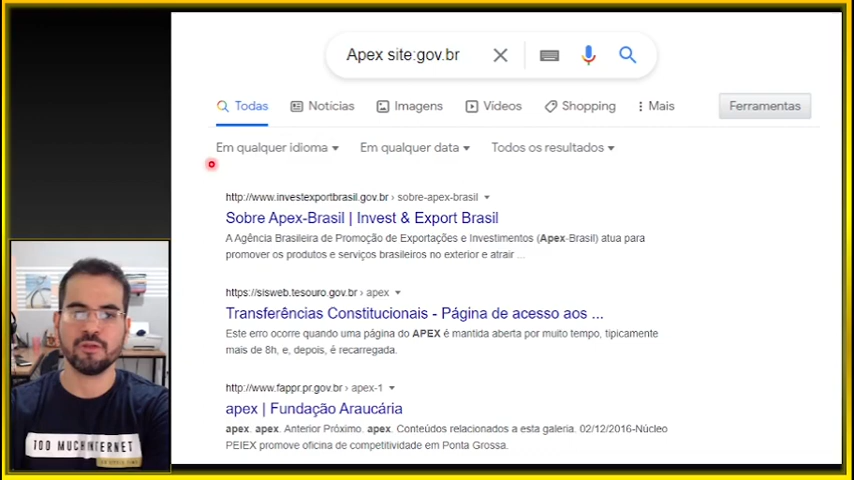 Apex site:gov.br
Todas Notícias Imagens Vídeos Shopping Mais Ferramentas
Em qualquer idioma Em qualquer data Todos os resultados
http://www.investexportbrasil.gov.br › sobre-apex-brasil
Sobre Apex-Brasil | Invest & Export Brasil
A Agência Brasileira de Promoção de Exportações e Investimentos (Apex-Brasil) atua para
promover os produtos e serviços brasileiros no exterior e atrair ...
https://sisweb.tesouro.gov.br › apex
Transferências Constitucionais - Página de acesso aos ...
Este erro ocorre quando uma página do APEX é mantida aberta por muito tempo, tipicamente
mais de 8h, e, depois, é recarregada.
http://www.fappr.pr.gov.br › apex-1
apex | Fundação Araucária
apex. apex. Anterior Próximo. apex. Conteúdos relacionados a esta galeria. 02/12/2016-Núcleo
PEIEX promove oficina de competitividade em Ponta Grossa.
TOO MUCH INTERNET